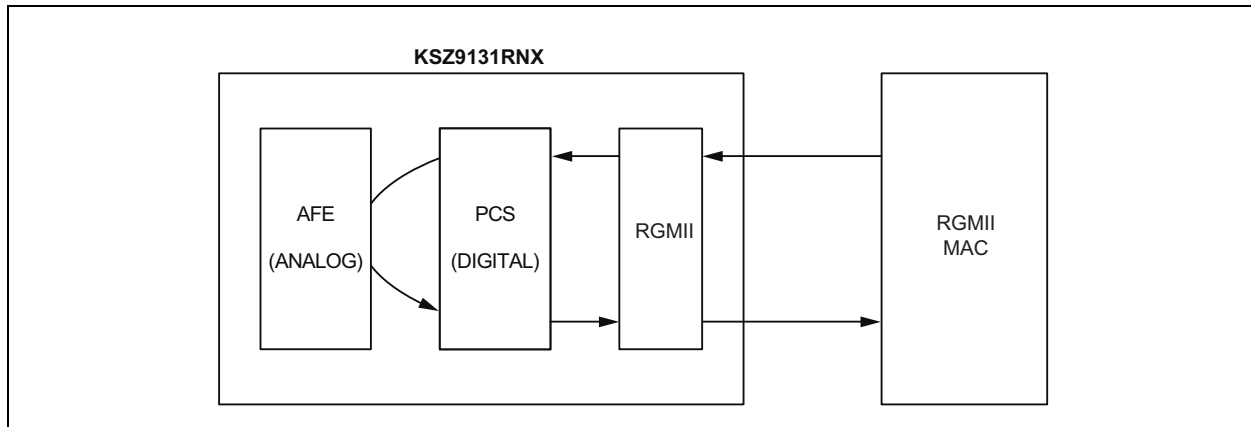 KSZ9131RNX
AFE
(ANALOG)
PCS
(DIGITAL)
RGMII
RGMII
MAC